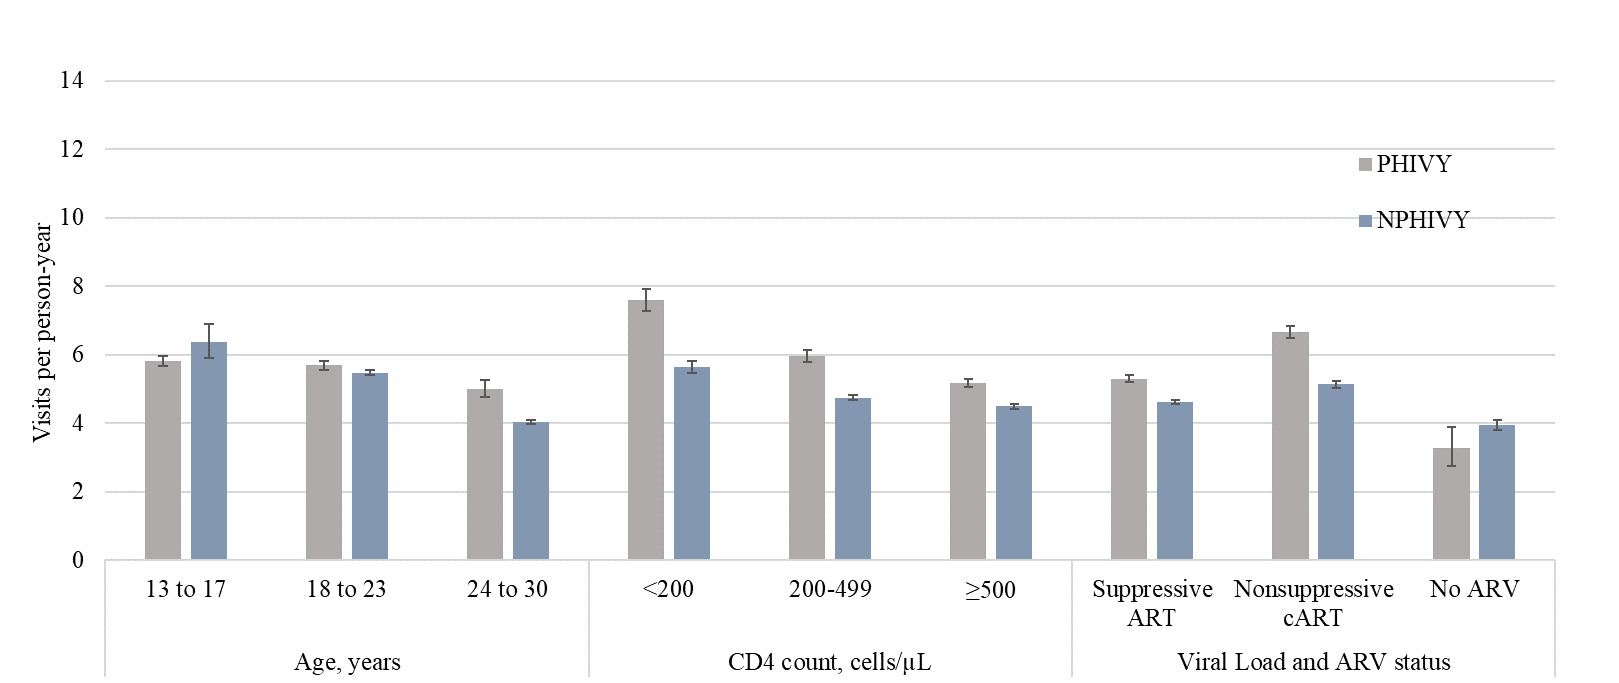 14
12
10
8
6
4
2
0
Visits per person-year
PHIVY
NPHIVY
13 to 17 18 to 23 24 to 30 <200 200-499 ≥500 Suppressive Nonsuppressive No ARV
ART cART
Age, years CD4 count, cells/µL Viral Load and ARV status